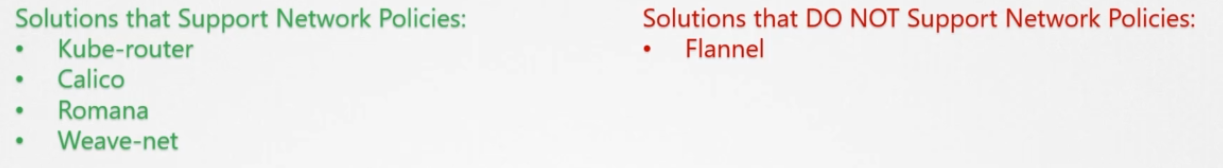 Solutions that Support Network Policies:
• Kube-router
• Calico
• Romana
• Weave-net
Solutions that DO NOT Support Network Policies:
• Flannel